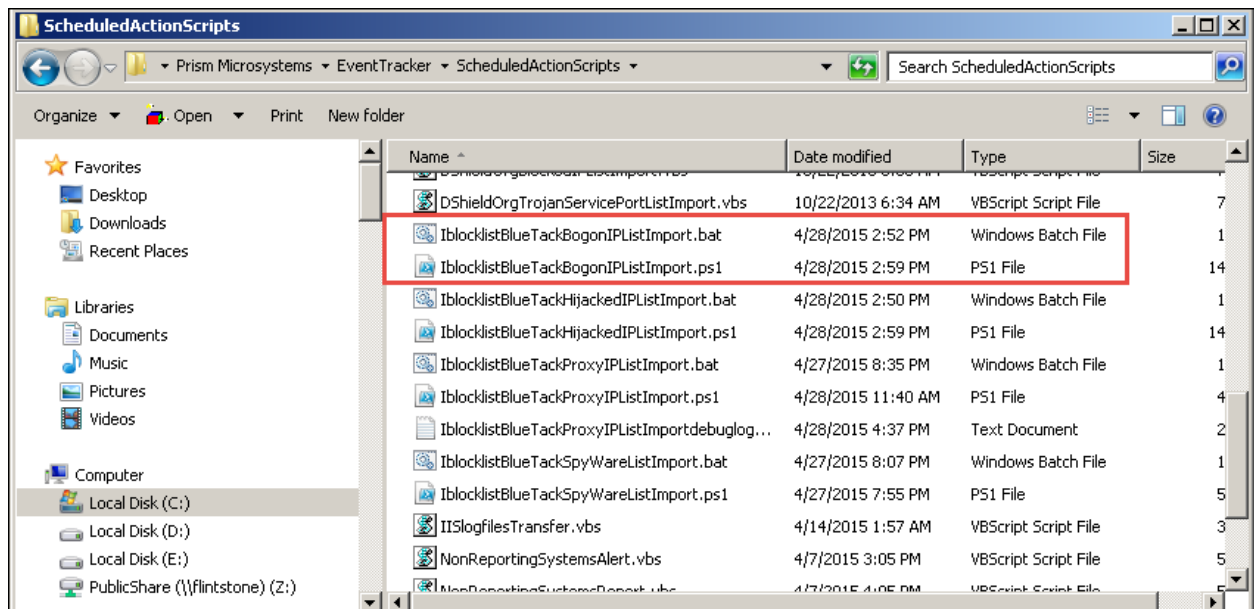 ScheduledActionScripts
Prism Microsystems EventTracker ScheduledActionScripts Search ScheduledActionScripts
Organize Open Print New folder
Favorites
Desktop
Downloads
Recent Places
Libraries
Documents
Music
Pictures
Videos
Computer
Local Disk (C:)
Local Disk (D:)
Local Disk (E:)
PublicShare (\\flintstone) (Z:)
Name Date modified Type Size
DShieldOrgTrojanServicePortListImport.vbs 10/22/2013 6:34 AM VBScript Script File 7
IblocklistBlueTackBogonIPListImport.bat 4/28/2015 2:52 PM Windows Batch File 1
IblocklistBlueTackBogonIPListImport.ps1 4/28/2015 2:59 PM PS1 File 14
IblocklistBlueTackHijackedIPListImport.bat 4/28/2015 2:50 PM Windows Batch File 1
IblocklistBlueTackHijackedIPListImport.ps1 4/28/2015 2:59 PM PS1 File 14
IblocklistBlueTackProxyIPListImport.bat 4/27/2015 8:35 PM Windows Batch File 1
IblocklistBlueTackProxyIPListImport.ps1 4/28/2015 11:40 AM PS1 File 4
IblocklistBlueTackProxyIPListImportdebuglog... 4/28/2015 4:37 PM Text Document 2
IblocklistBlueTackSpyWareListImport.bat 4/27/2015 8:07 PM Windows Batch File 1
IblocklistBlueTackSpyWareListImport.ps1 4/27/2015 7:55 PM PS1 File 5
IISlogfilesTransfer.vbs 4/14/2015 1:57 AM VBScript Script File 3
NonReportingSystemsAlert.vbs 4/7/2015 3:05 PM VBScript Script File 5